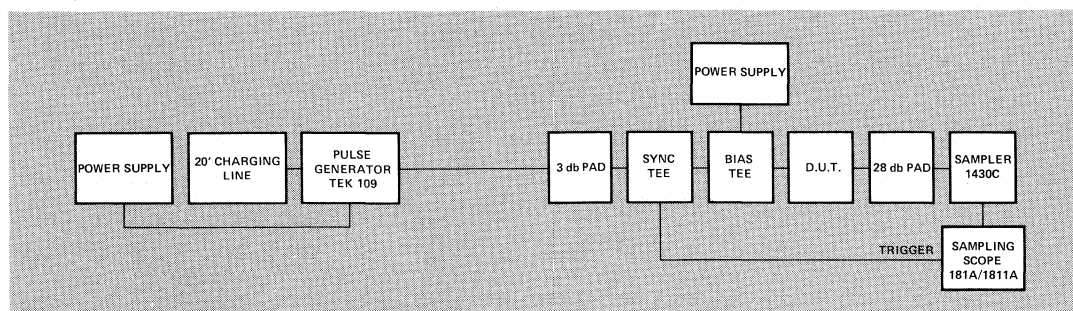 POWER SUPPLY
POWER SUPPLY
20' CHARGING
LINE
PULSE
GENERATOR
TEK 109
3 db PAD
SYNC
TEE
BIAS
TEE
D.U.T.
28 db PAD
SAMPLER
1430C
TRIGGER
SAMPLING
SCOPE
181A/1811A